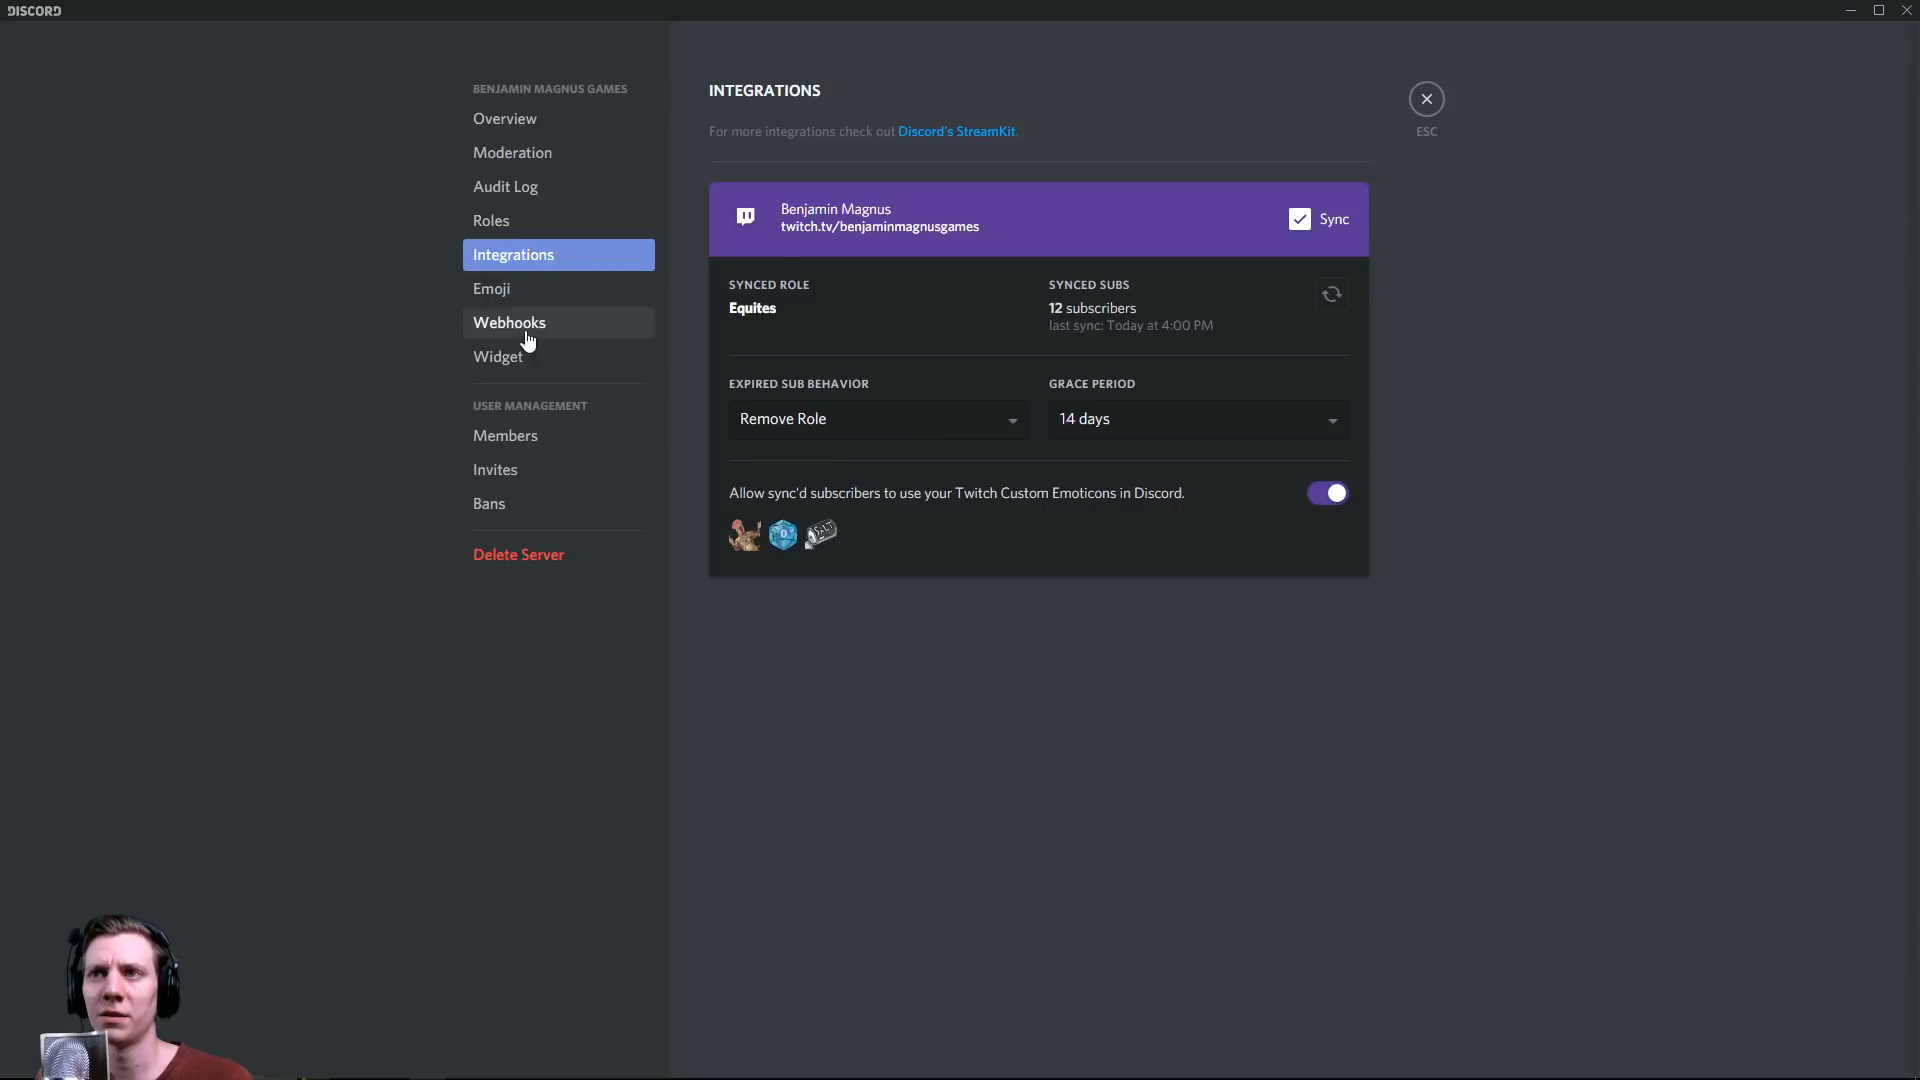 DISCORD
BENJAMIN MAGNUS GAMES
Overview
Moderation
Audit Log
Roles
Integrations
Emoji
Webhooks
Widget
USER MANAGEMENT
Members
Invites
Bans
Delete Server
INTEGRATIONS
For more integrations check out Discord's StreamKit.
ESC
Benjamin Magnus
twitch.tv/benjaminmagnusgames
Sync
SYNCED ROLE
Equites
SYNCED SUBS
12 subscribers
last sync: Today at 4:00 PM
EXPIRED SUB BEHAVIOR
Remove Role
GRACE PERIOD
14 days
Allow sync'd subscribers to use your Twitch Custom Emoticons in Discord.
0
SALT